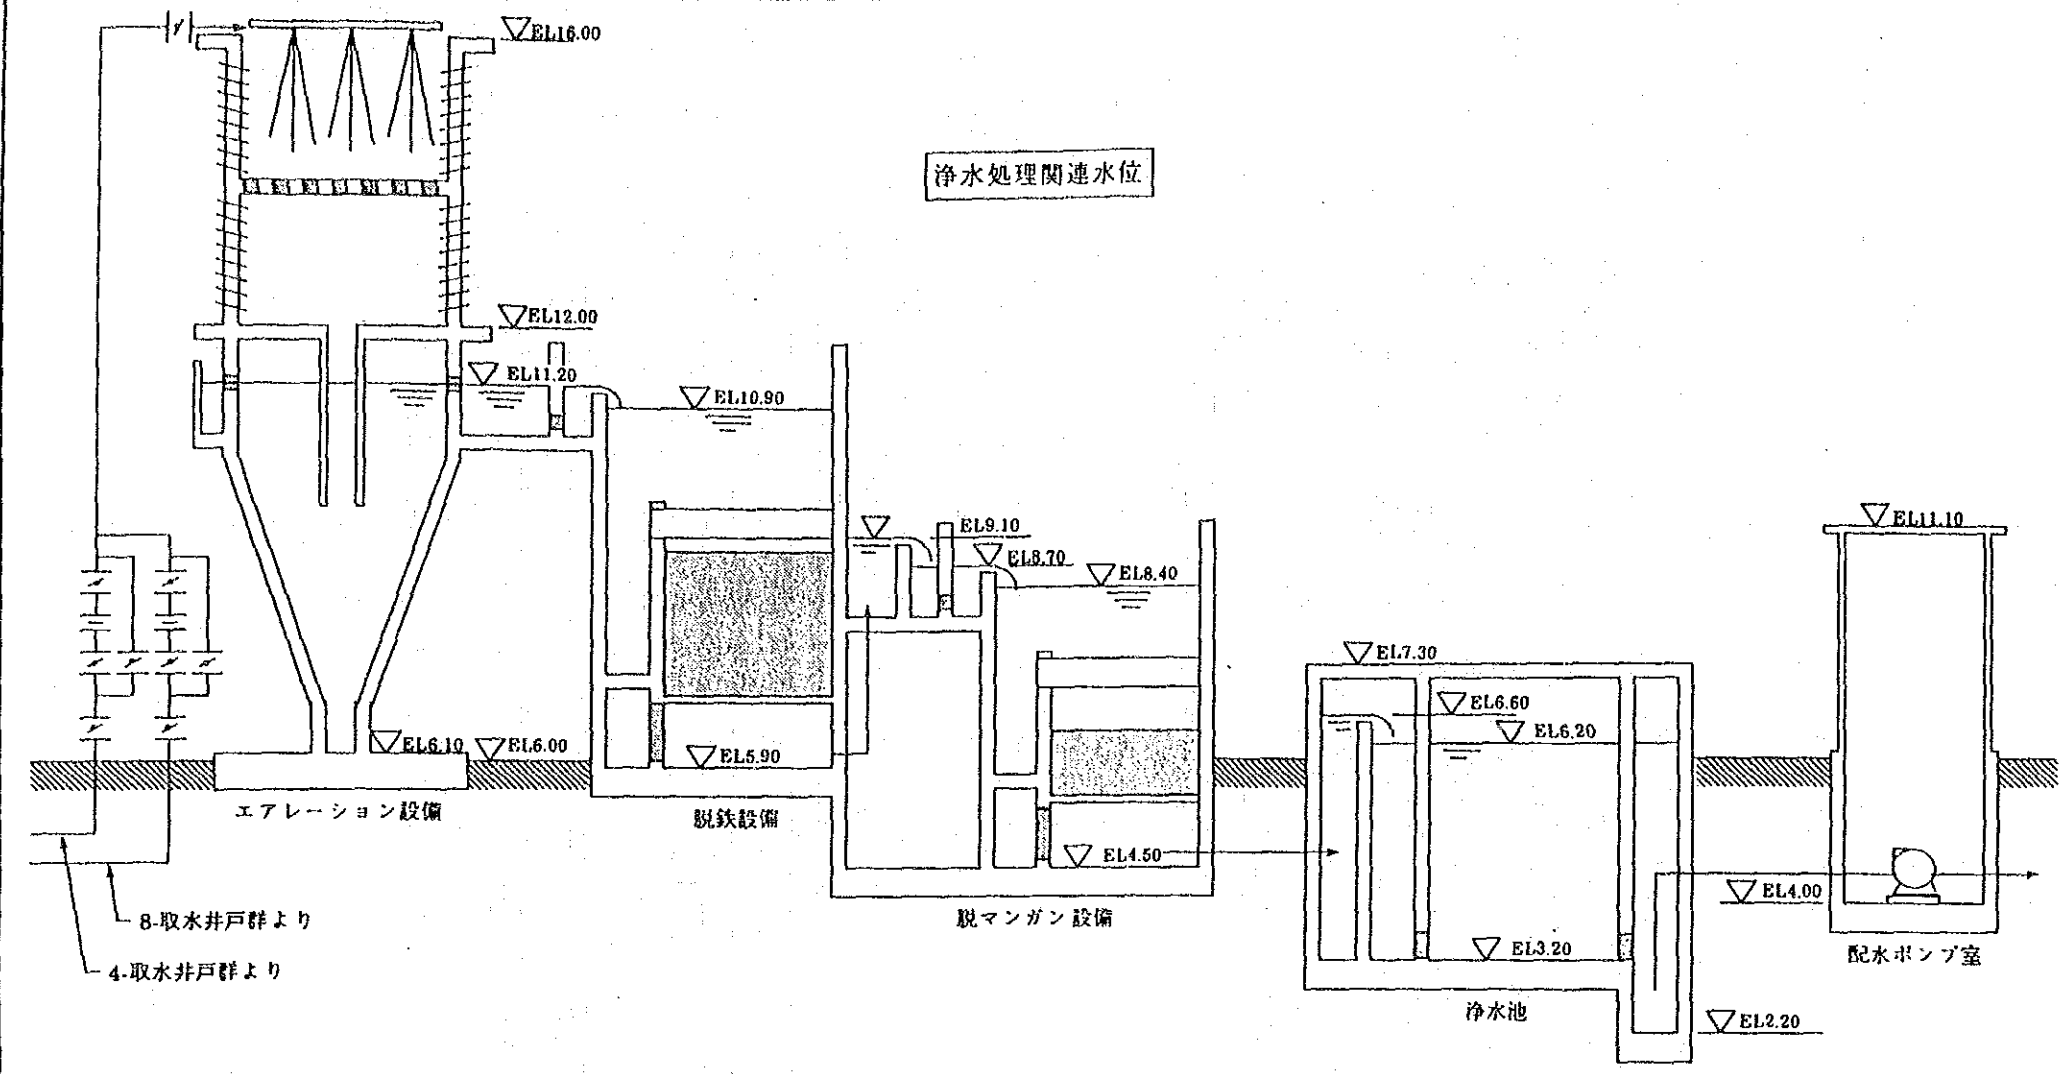 EL16.00
浄水処理関連水位
EL12.00
EL11.20
EL10.90
EL9.10
EL8.70
EL8.40
EL11.10
EL7.30
EL6.60
EL6.20
EL6.10
EL6.00
EL5.90
エアレーション設備
脱鉄設備
EL4.50
EL4.00
8-取水井戸群より
脱マンガン設備
4-取水井戸群より
EL3.20
配水ポンプ室
浄水池
EL2.20